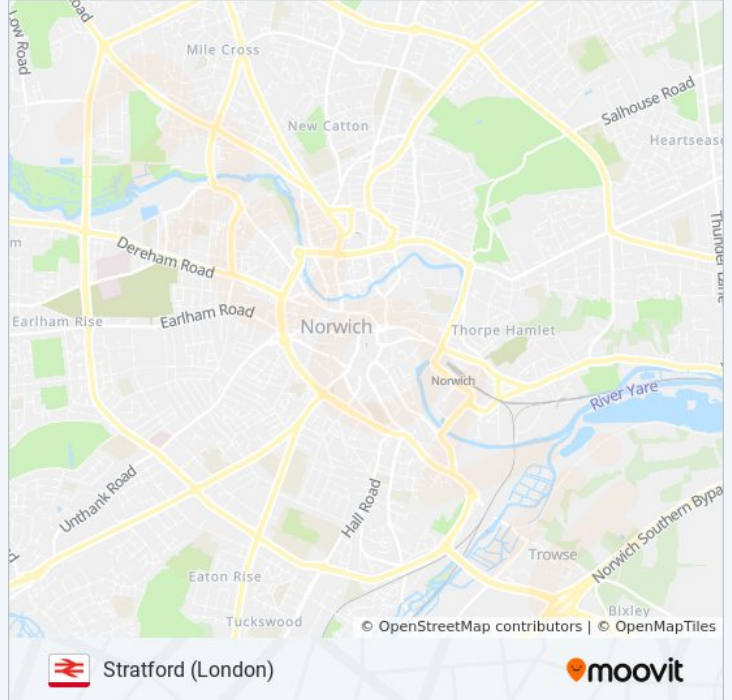 oad
Low Road
Mile Cross
Salhouse Road
New Catton
Heartsease
Dereham Road
Thunder Lane
m
Earlham Rise
Earlham Road
Norwich
Thorpe Hamlet
Norwich
River Yare
Unthank Road
Hall Road
Norwich Southern Bypa
d
Trowse
Eaton Rise
Bixley
Tuckswood
© OpenStreetMap contributors | © OpenMapTiles
Stratford (London)
moovit